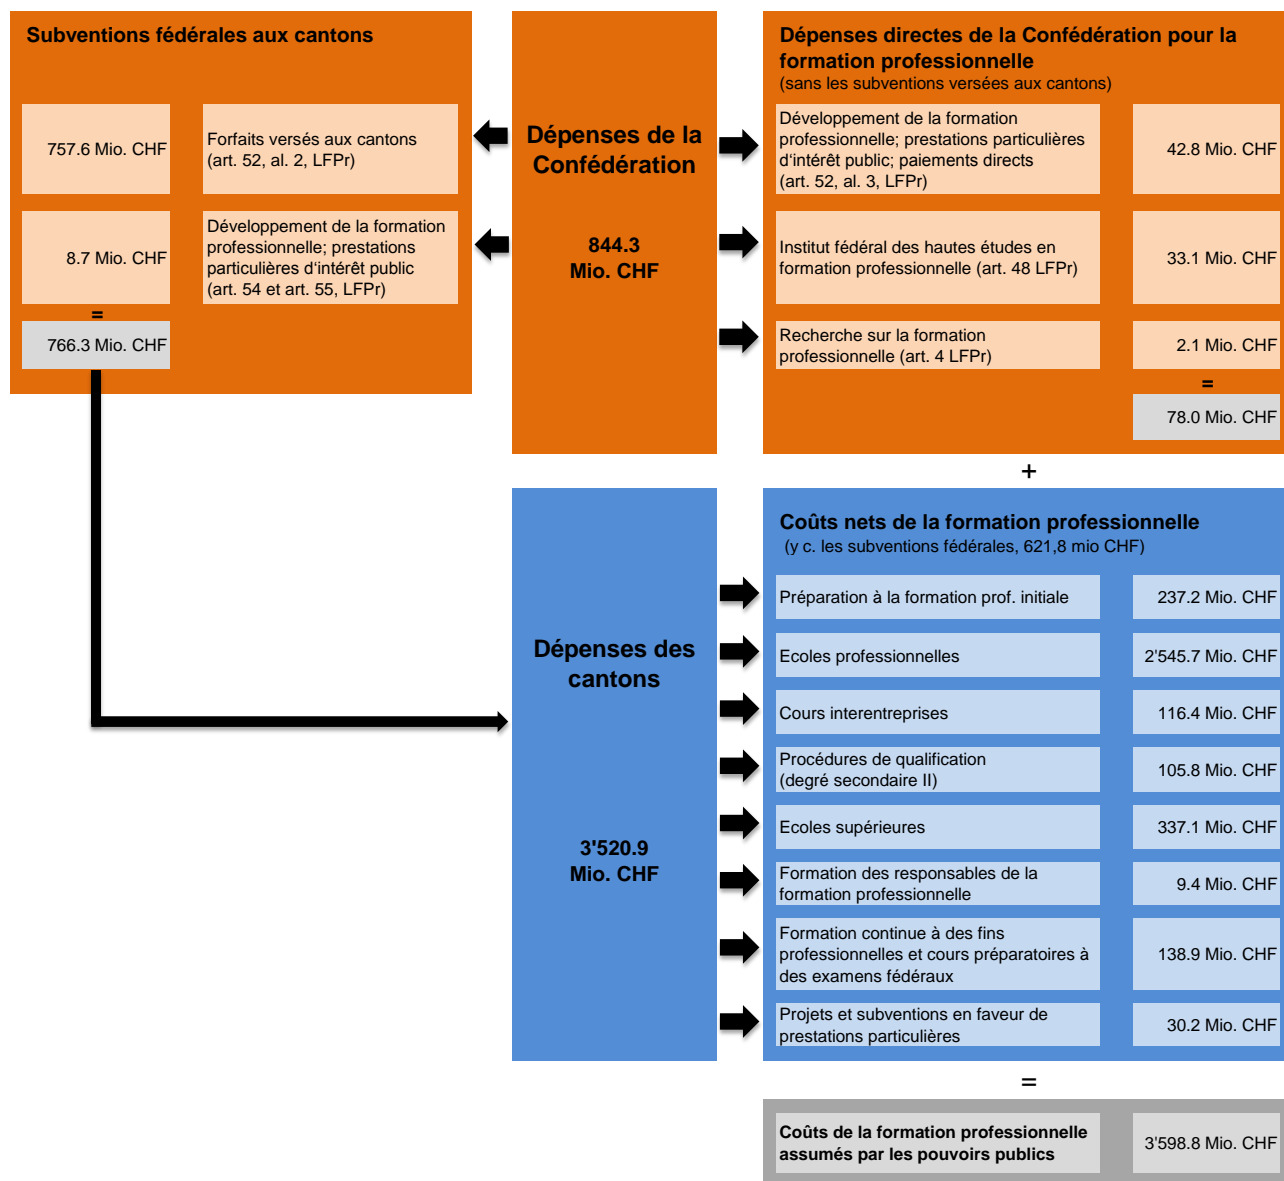 Subventions fédérales aux cantons
757.6 Mio. CHF
Forfaits versés aux cantons
(art. 52, al. 2, LFPr)
8.7 Mio. CHF
Développement de la formation
professionnelle; prestations
particulières d‘intérêt public
(art. 54 et art. 55, LFPr)
=
766.3 Mio. CHF
Dépenses de la
Confédération
844.3
Mio. CHF
Dépenses directes de la Confédération pour la
formation professionnelle
(sans les subventions versées aux cantons)
Développement de la formation
professionnelle; prestations particulières
d‘intérêt public; paiements directs
(art. 52, al. 3, LFPr)
42.8 Mio. CHF
Institut fédéral des hautes études en
formation professionnelle (art. 48 LFPr)
33.1 Mio. CHF
Recherche sur la formation
professionnelle (art. 4 LFPr)
2.1 Mio. CHF
=
78.0 Mio. CHF
+
Dépenses des
cantons
3'520.9
Mio. CHF
Coûts nets de la formation professionnelle
(y c. les subventions fédérales, 621,8 mio CHF)
Préparation à la formation prof. initiale
237.2 Mio. CHF
Ecoles professionnelles
2'545.7 Mio. CHF
Cours interentreprises
116.4 Mio. CHF
Procédures de qualification
(degré secondaire II)
105.8 Mio. CHF
Ecoles supérieures
337.1 Mio. CHF
Formation des responsables de la
formation professionnelle
9.4 Mio. CHF
Formation continue à des fins
professionnelles et cours préparatoires à
des examens fédéraux
138.9 Mio. CHF
Projets et subventions en faveur de
prestations particulières
30.2 Mio. CHF
=
Coûts de la formation professionnelle
assumés par les pouvoirs publics
3'598.8 Mio. CHF